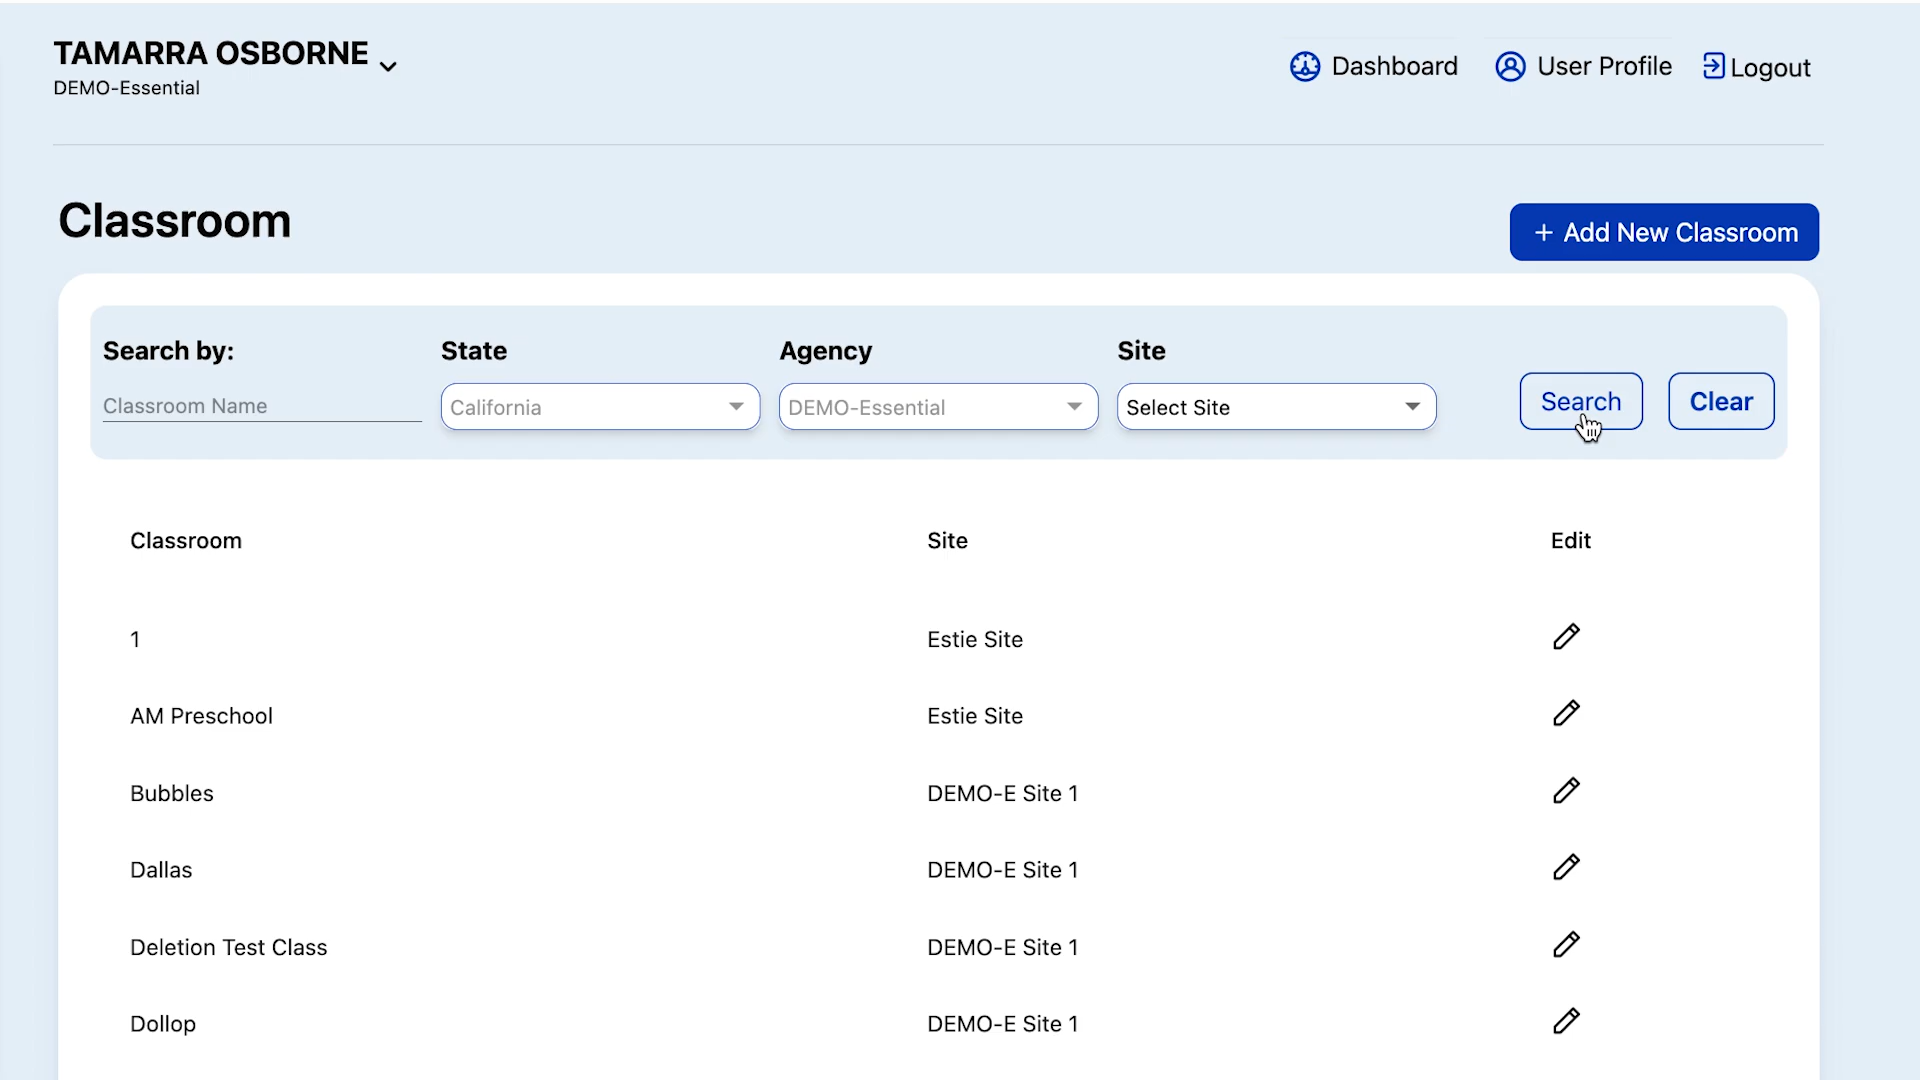 TAMARRA OSBORNE
DEMO-Essential
Dashboard
User Profile
Logout
Classroom
+ Add New Classroom
Search by:
State
Agency
Site
Classroom Name
California
DEMO-Essential
Select Site
Search
Clear
Classroom
Site
Edit
1
Estie Site
AM Preschool
Estie Site
Bubbles
DEMO-E Site 1
Dallas
DEMO-E Site 1
Deletion Test Class
DEMO-E Site 1
Dollop
DEMO-E Site 1